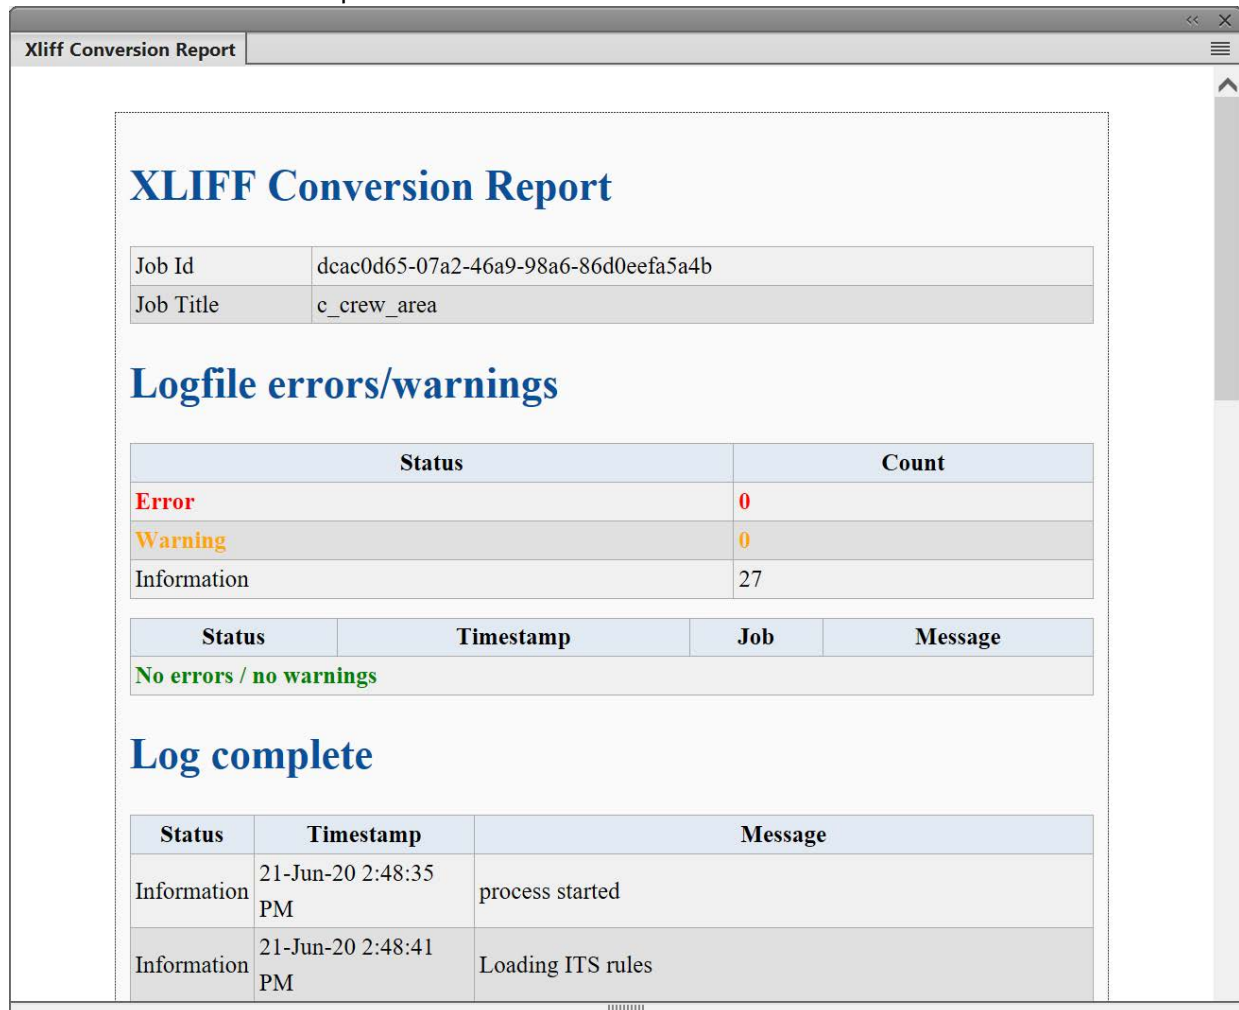 Xliff Conversion Report
XLIFF Conversion Report
Job Id dcac0d65-07a2-46a9-98a6-86d0eefa5a4b
Job Title c_crew_area
Logfile errors/warnings
Status Count
Error 0
Warning 0
Information 27
Status Timestamp Job Message
No errors / no warnings
Log complete
Status Timestamp Message
Information 21-Jun-20 2:48:35 PM process started
Information 21-Jun-20 2:48:41 PM Loading ITS rules